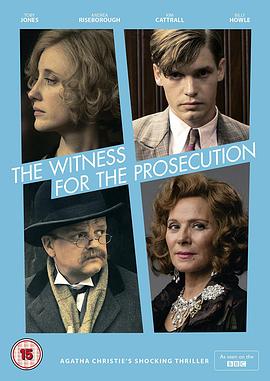 TOBY JONES
ANDREA RISEBOROUGH
KIM CATTRALL
BILLY HOWLE
THE WITNESS
FOR THE PROSECUTION
15
AGATHA CHRISTIE'S SHOCKING THRILLER
As seen on the
BBC